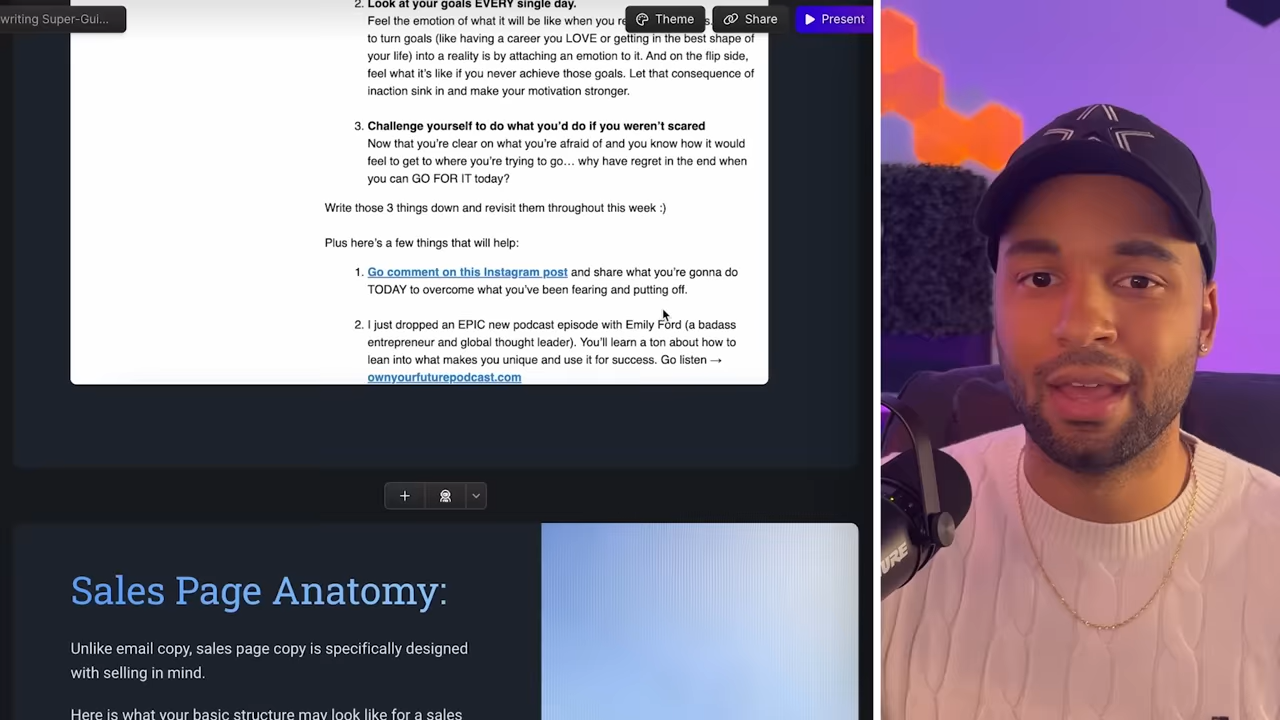 writing Super-Gui...
Theme
Share
Present
2. Look at your goals EVERY single day.
Feel the emotion of what it will be like when you
to turn goals (like having a career you LOVE or getting in the best shape of
your life) into a reality is by attaching an emotion to it. And on the flip side,
feel what it's like if you never achieve those goals. Let that consequence of
inaction sink in and make your motivation stronger.
3. Challenge yourself to do what you'd do if you weren't scared
Now that you're clear on what you're afraid of and you know how it would
feel to get to where you're trying to go... why have regret in the end when
you can GO FOR IT today?
Write those 3 things down and revisit them throughout this week :)
Plus here's a few things that will help:
1. Go comment on this Instagram post and share what you're gonna do
TODAY to overcome what you've been fearing and putting off.
2. I just dropped an EPIC new podcast episode with Emily Ford (a badass
entrepreneur and global thought leader). You'll learn a ton about how to
lean into what makes you unique and use it for success. Go listen →
ownyourfuturepodcast.com
Sales Page Anatomy:
Unlike email copy, sales page copy is specifically designed
with selling in mind.
Here is what your basic structure may look like for a sales